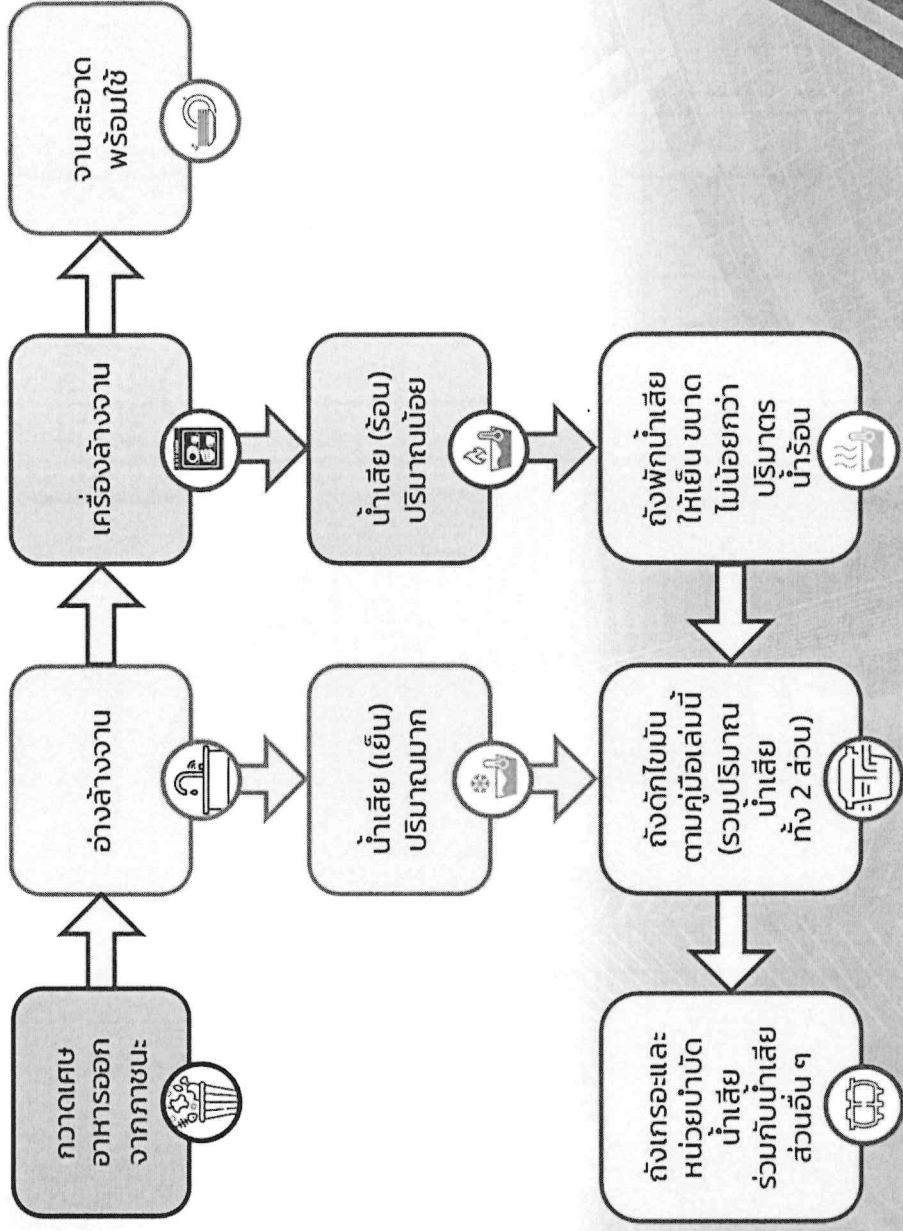 กวาดเศษ
อาหารออก
จากภาชนะ
อ่างล้างจาน
เครื่องล้างจาน
จานสะอาด
พร้อมใช้
น้ำเสีย (เย็น)
ปริมาณมาก
น้ำเสีย (ร้อน)
ปริมาณน้อย
ถังเกรอะและ
หน่วยบำบัด
น้ำเสีย
ร่วมกับน้ำเสีย
ส่วนอื่น ๆ
ถังดักไขมัน
ตามคู่มือเล่มนี้
(รวมปริมาณ
น้ำเสีย
ทั้ง 2 ส่วน)
ถังพักน้ำเสีย
ให้เย็น ขนาด
ไม่น้อยกว่า
ปริมาตร
น้ำร้อน